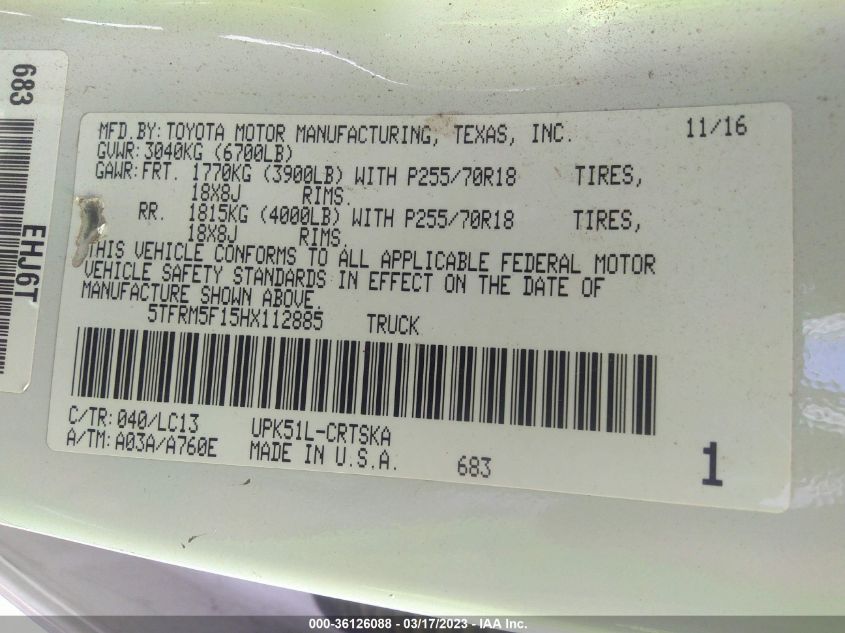 683
EHJ6T
MFD.BY: TOYOTA MOTOR MANUFACTURING, TEXAS, INC. 11/16
GVWR: 3040KG (6700LB)
GAWR: FRT. 1770KG (3900LB) WITH P255/70R18 TIRES,
18X8J RIMS.
RR. 1815KG (4000LB) WITH P255/70R18 TIRES,
18X8J RIMS.
THIS VEHICLE CONFORMS TO ALL APPLICABLE FEDERAL MOTOR
VEHICLE SAFETY STANDARDS IN EFFECT ON THE DATE OF
MANUFACTURE SHOWN ABOVE.
5TFRM5F15HX112885 TRUCK
C/TR: 040/LC13 UPK51L-CRTSKA
A/TM: A03A/A760E MADE IN U.S.A. 683 1
000-36126088 - 03/17/2023 - IAA Inc.